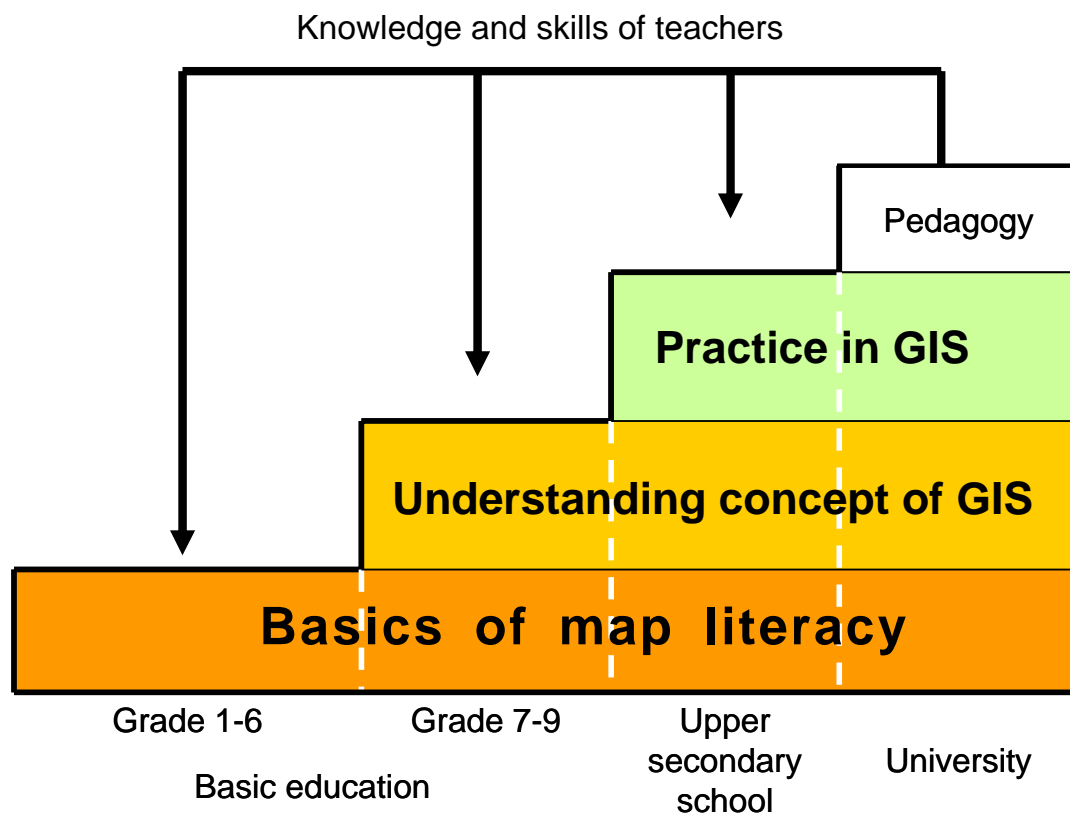 Knowledge and skills of teachers
Pedagogy
Practice in GIS
Understanding concept of GIS
Basics of map literacy
Grade 1-6
Grade 7-9
Upper
secondary
school
University
Basic education